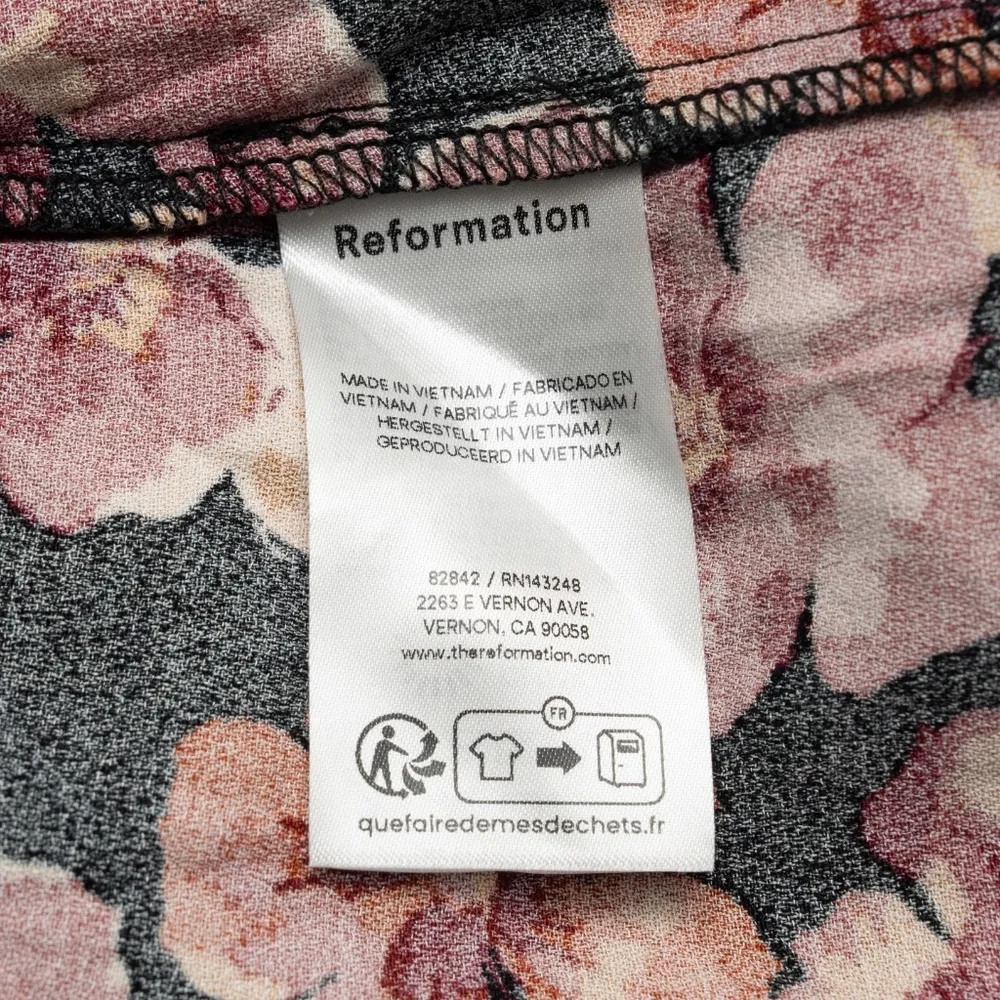 Reformation
MADE IN VIETNAM / FABRICADO EN
VIETNAM / FABRIQUÉ AU VIETNAM /
HERGESTELLT IN VIETNAM /
GEPRODUCEERD IN VIETNAM
82842 / RN143248
2263 E VERNON AVE.
VERNON, CA 90058
www.thereformation.com
FR
quefairedemesdechets.fr